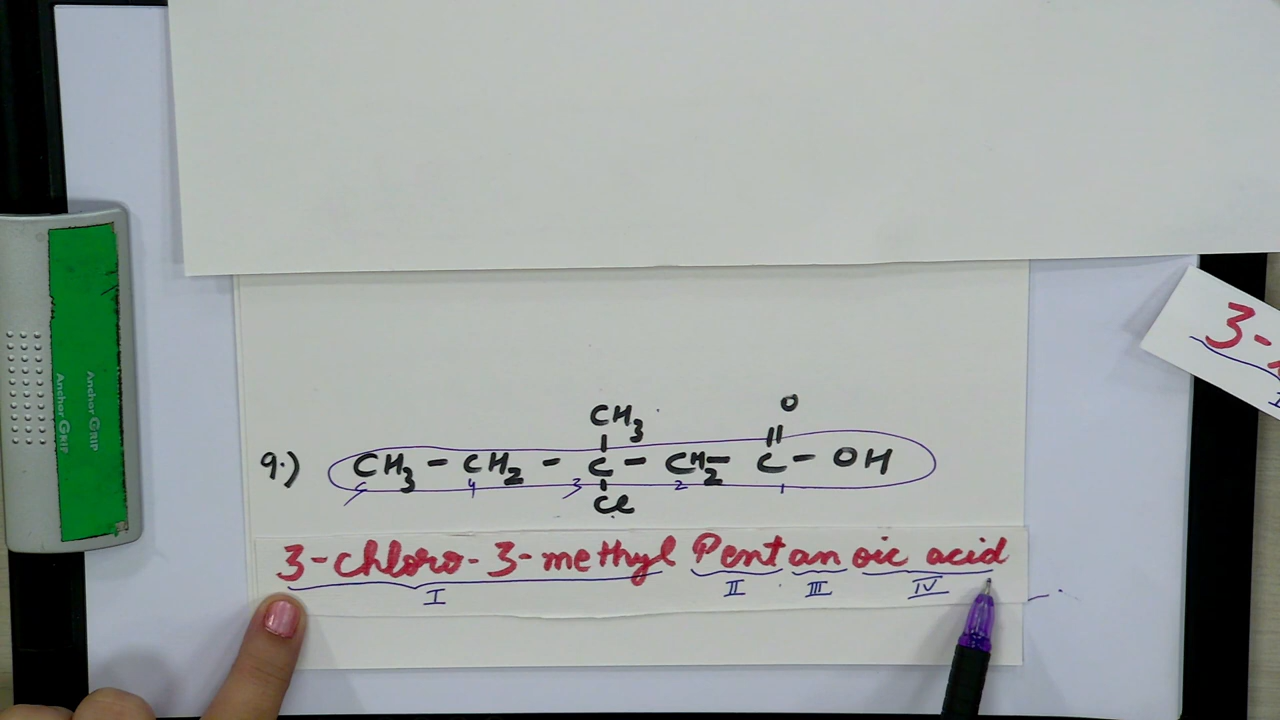 Anchor GRIP
Anchor GRIP
3-
CH3
O
9.) CH3 - CH2 - C - CH2 - C - OH
5 4 3 2 1
Cl
3-chloro-3-methyl Pentanoic acid
I II III IV